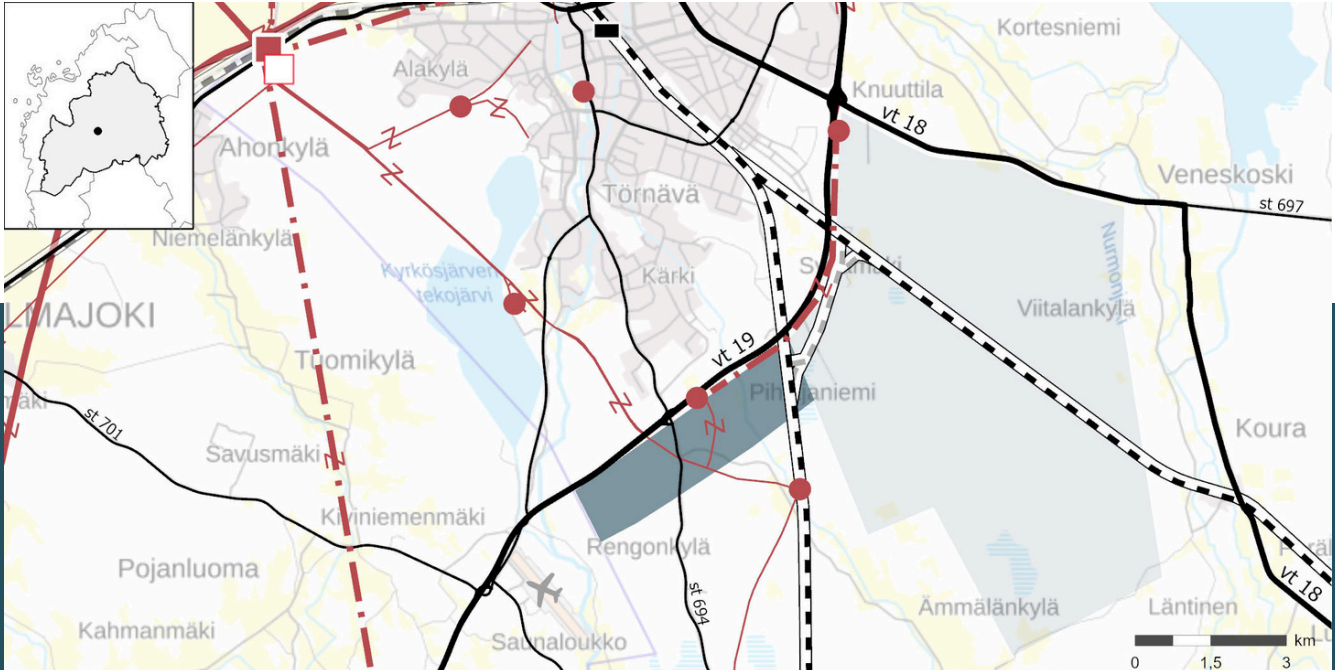 Kortesniemi
Alakylä
Knuuttila
vt 18
Ahonkylä
Veneskoski
Törnävä
st 697
Niemelänkylä
Kyrkösjärven
tekojärvi
Kärki
Nurmonjoki
Viitalankylä
LMAJOKI
vt 19
Tuomikylä
mäki
st 701
Koura
Savusmäki
Kiviniemenmäki
Rengonkylä
Pojanluoma
st 694
vt 18
Ämmälänkylä
Läntinen
Kahmanmäki
Saunaloukko
km
0 1,5 3